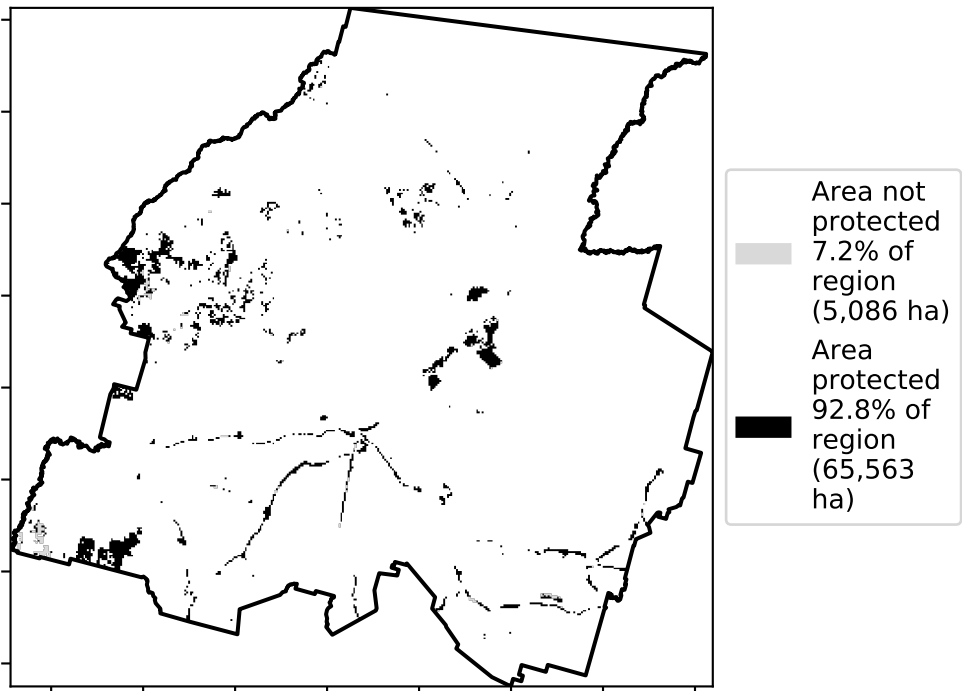 Area not
protected
7.2% of
region
(5,086 ha)
Area
protected
92.8% of
region
(65,563
ha)